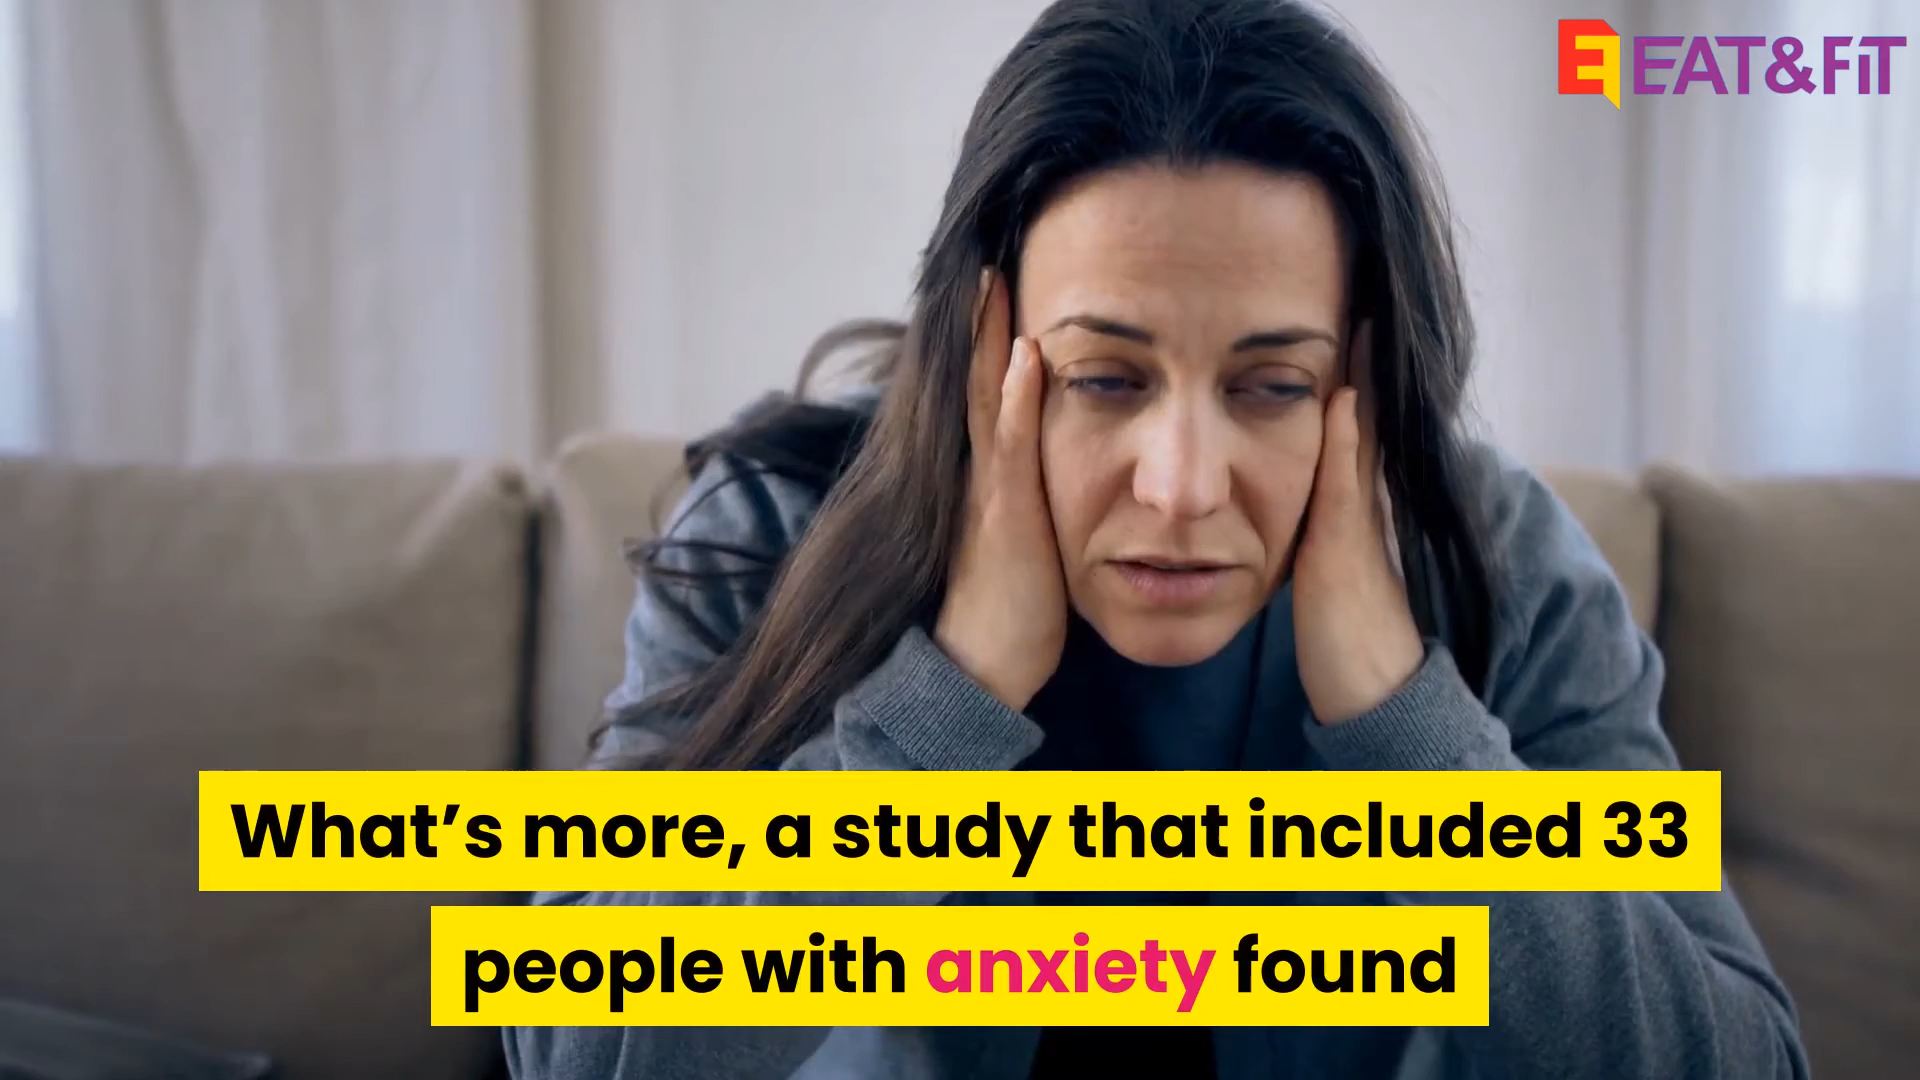 EAT&FIT
What’s more, a study that included 33
people with anxiety found